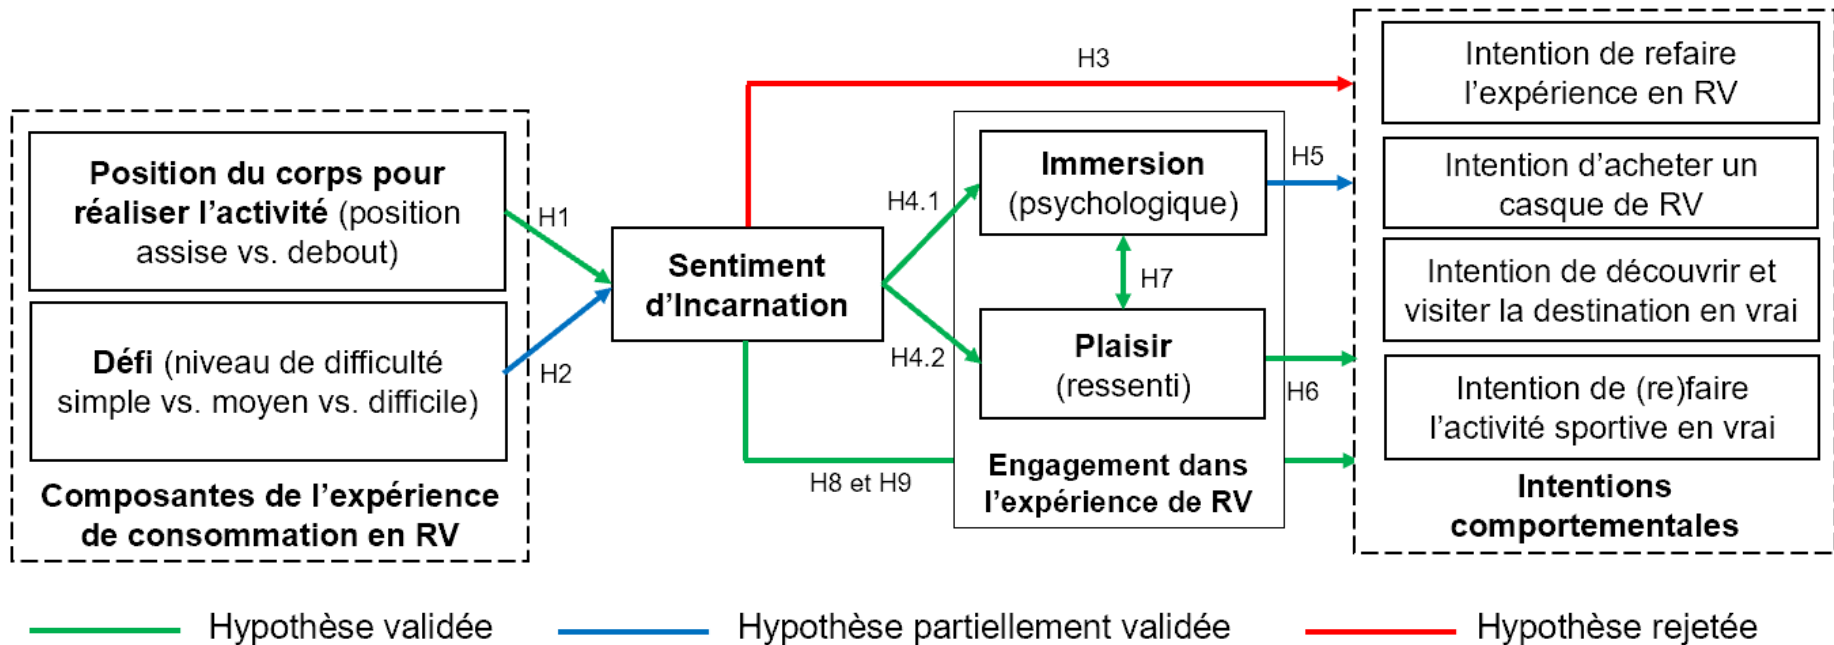 Position du corps pour
réaliser l'activité (position
assise vs. debout)
Défi (niveau de difficulté
simple vs. moyen vs. difficile)
Composantes de l'expérience
de consommation en RV
H1
H2
Sentiment
d'Incarnation
H3
H4.1
H4.2
H8 et H9
Immersion
(psychologique)
H7
Plaisir
(ressenti)
Engagement dans
l'expérience de RV
H5
H6
Intention de refaire
l'expérience en RV
Intention d'acheter un
casque de RV
Intention de découvrir et
visiter la destination en vrai
Intention de (re)faire
l'activité sportive en vrai
Intentions
comportementales
Hypothèse validée
Hypothèse partiellement validée
Hypothèse rejetée